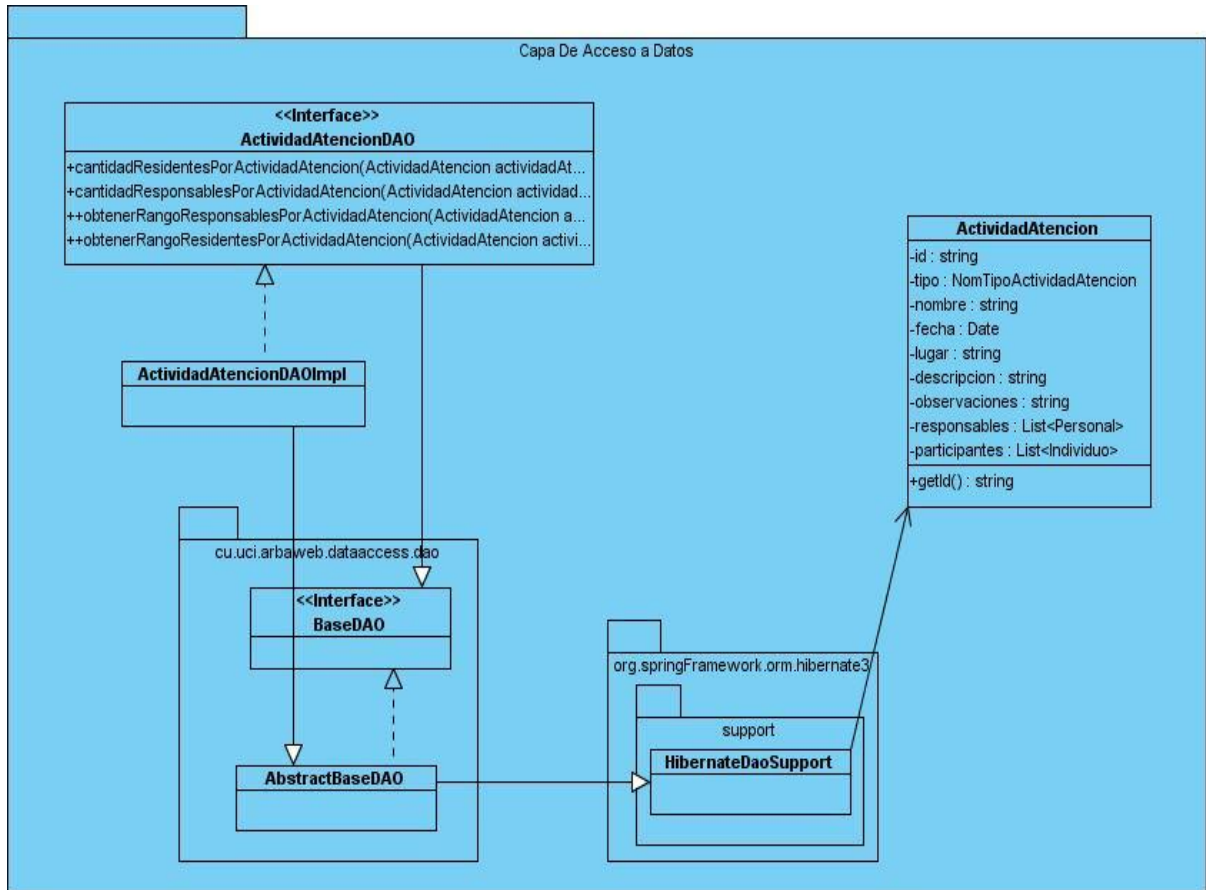 Capa De Acceso a Datos
<<Interface>>
ActividadAtencionDAO
+cantidadResidentesPorActividadAtencion(ActividadAtencion actividadAt...
+cantidadResponsablesPorActividadAtencion(ActividadAtencion actividad...
++obtenerRangoResponsablesPorActividadAtencion(ActividadAtencion a...
++obtenerRangoResidentesPorActividadAtencion(ActividadAtencion activi...
ActividadAtencion
-id : string
-tipo : NomTipoActividadAtencion
-nombre : string
-fecha : Date
-lugar : string
-descripcion : string
-observaciones : string
-responsables : List<Personal>
-participantes : List<Individuo>
+getId() : string
ActividadAtencionDAOImpl
cu.uci.arbaweb.dataaccess.dao
<<Interface>>
BaseDAO
AbstractBaseDAO
org.springFramework.orm.hibernate3
support
HibernateDaoSupport